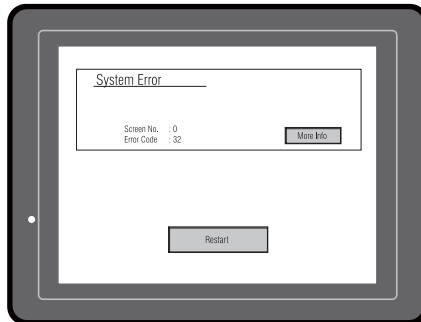 System Error
Screen No. : 0
Error Code : 32
More Info
Restart